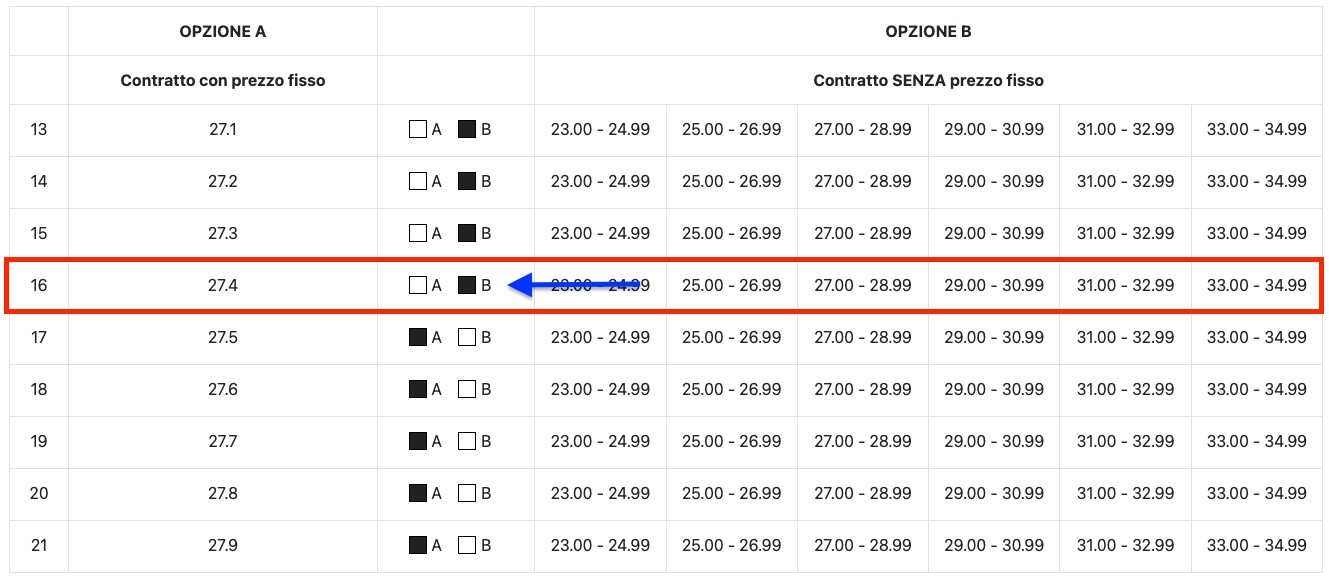 OPZIONE A OPZIONE B
Contratto con prezzo fisso Contratto SENZA prezzo fisso
13 27.1 A B 23.00 - 24.99 25.00 - 26.99 27.00 - 28.99 29.00 - 30.99 31.00 - 32.99 33.00 - 34.99
14 27.2 A B 23.00 - 24.99 25.00 - 26.99 27.00 - 28.99 29.00 - 30.99 31.00 - 32.99 33.00 - 34.99
15 27.3 A B 23.00 - 24.99 25.00 - 26.99 27.00 - 28.99 29.00 - 30.99 31.00 - 32.99 33.00 - 34.99
16 27.4 A B 23.00 - 24.99 25.00 - 26.99 27.00 - 28.99 29.00 - 30.99 31.00 - 32.99 33.00 - 34.99
17 27.5 A B 23.00 - 24.99 25.00 - 26.99 27.00 - 28.99 29.00 - 30.99 31.00 - 32.99 33.00 - 34.99
18 27.6 A B 23.00 - 24.99 25.00 - 26.99 27.00 - 28.99 29.00 - 30.99 31.00 - 32.99 33.00 - 34.99
19 27.7 A B 23.00 - 24.99 25.00 - 26.99 27.00 - 28.99 29.00 - 30.99 31.00 - 32.99 33.00 - 34.99
20 27.8 A B 23.00 - 24.99 25.00 - 26.99 27.00 - 28.99 29.00 - 30.99 31.00 - 32.99 33.00 - 34.99
21 27.9 A B 23.00 - 24.99 25.00 - 26.99 27.00 - 28.99 29.00 - 30.99 31.00 - 32.99 33.00 - 34.99